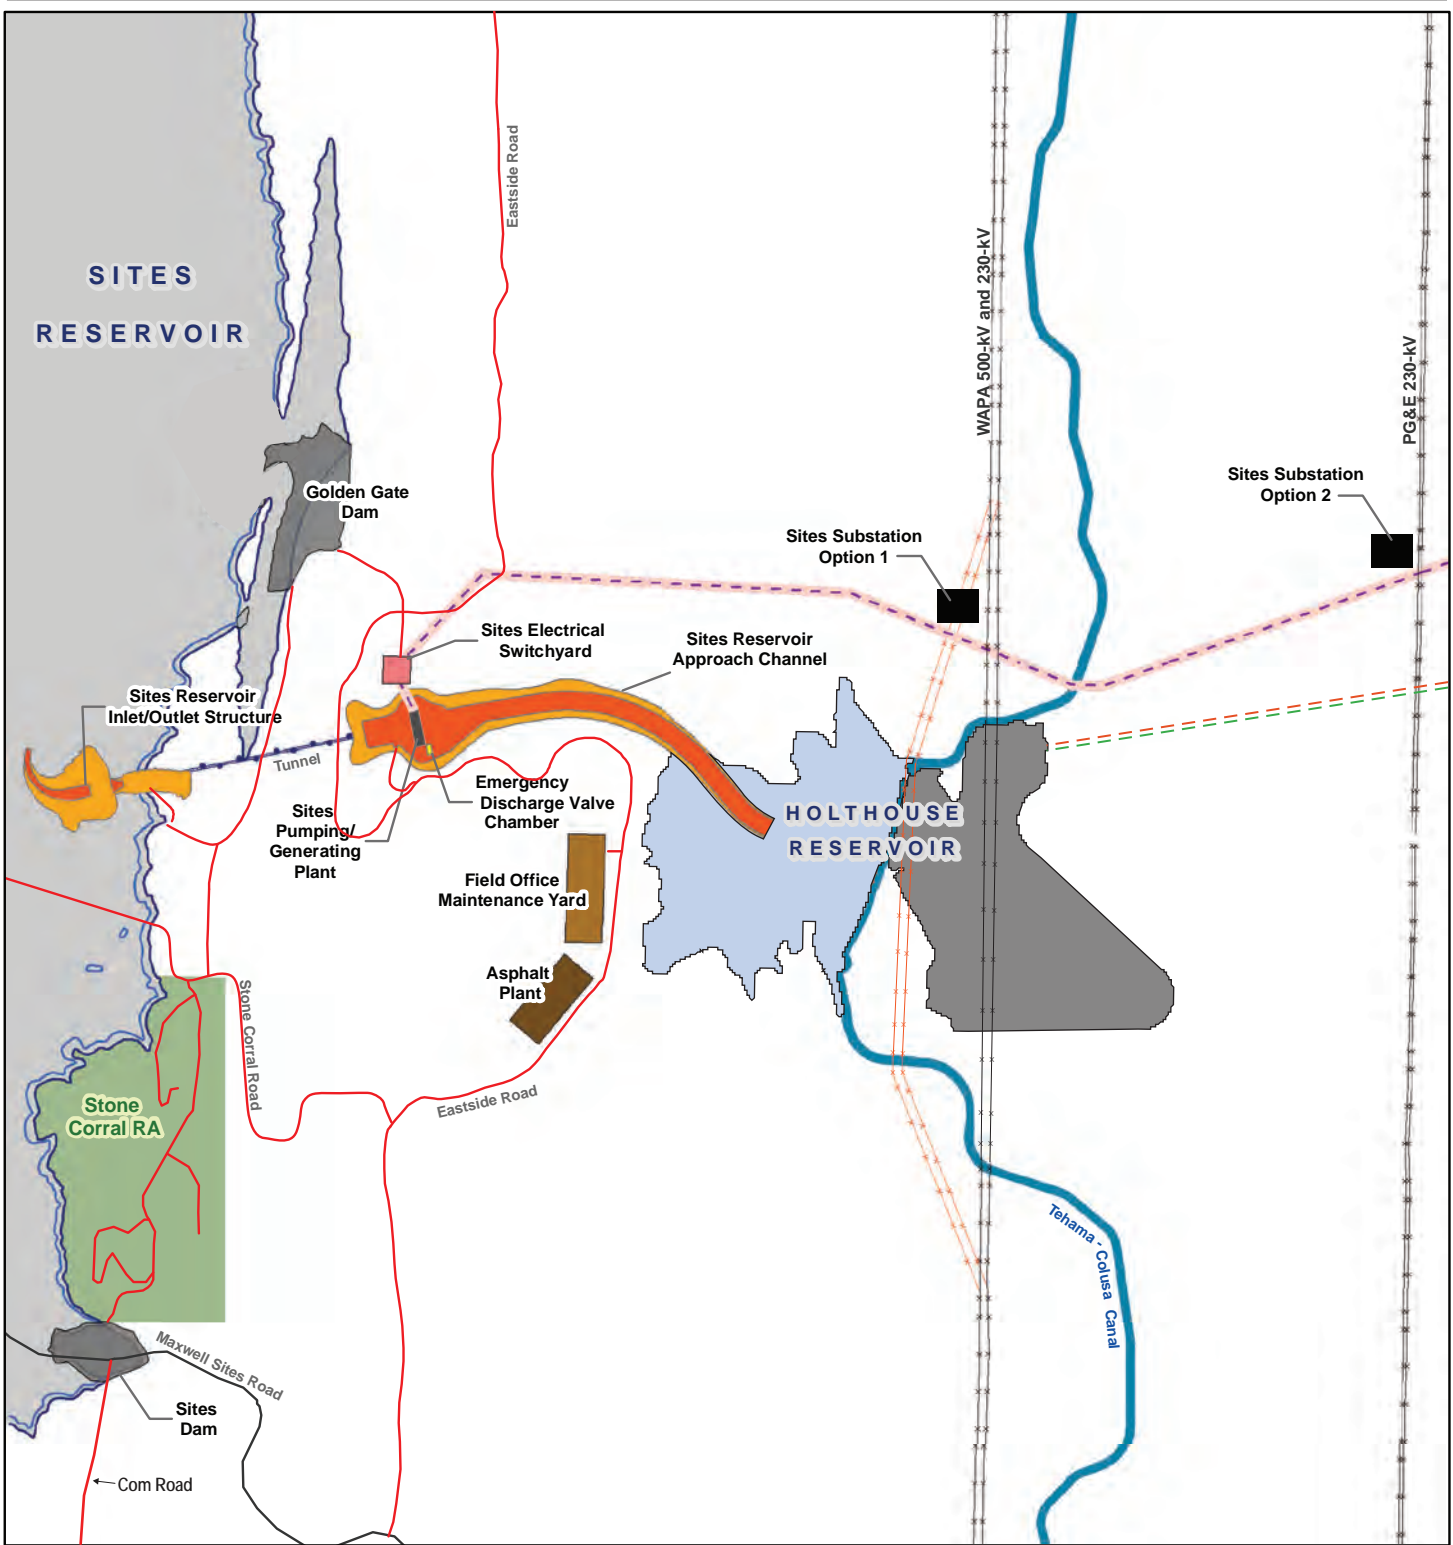 Eastside Road
SITES
RESERVOIR
WAPA 500-kV and 230-kV
PG&E 230-kV
Golden Gate
Dam
Sites Substation
Option 2
Sites Substation
Option 1
Sites Electrical
Switchyard
Sites Reservoir
Approach Channel
Sites Reservoir
Inlet/Outlet Structure
Tunnel
Emergency
Discharge Valve
Chamber
Sites
Pumping/
Generating
Plant
HOLTHOUSE
RESERVOIR
Field Office
Maintenance Yard
Asphalt
Plant
Stone Corral Road
Eastside Road
Stone
Corral RA
Tehama - Colusa Canal
Maxwell Sites Road
Sites
Dam
Com Road